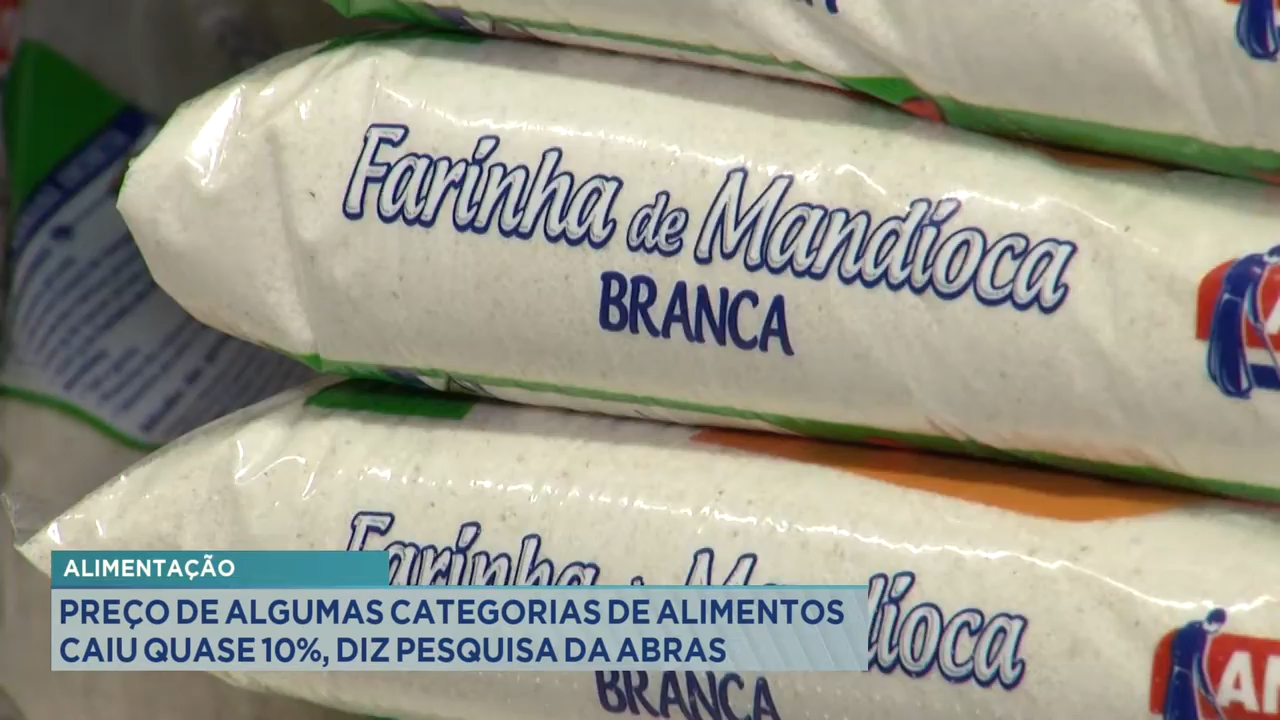 Farinha de Mandioca
BRANCA
Farinha
ALIMENTAÇÃO
PREÇO DE ALGUMAS CATEGORIAS DE ALIMENTOS
CAIU QUASE 10%, DIZ PESQUISA DA ABRAS
BRANCA